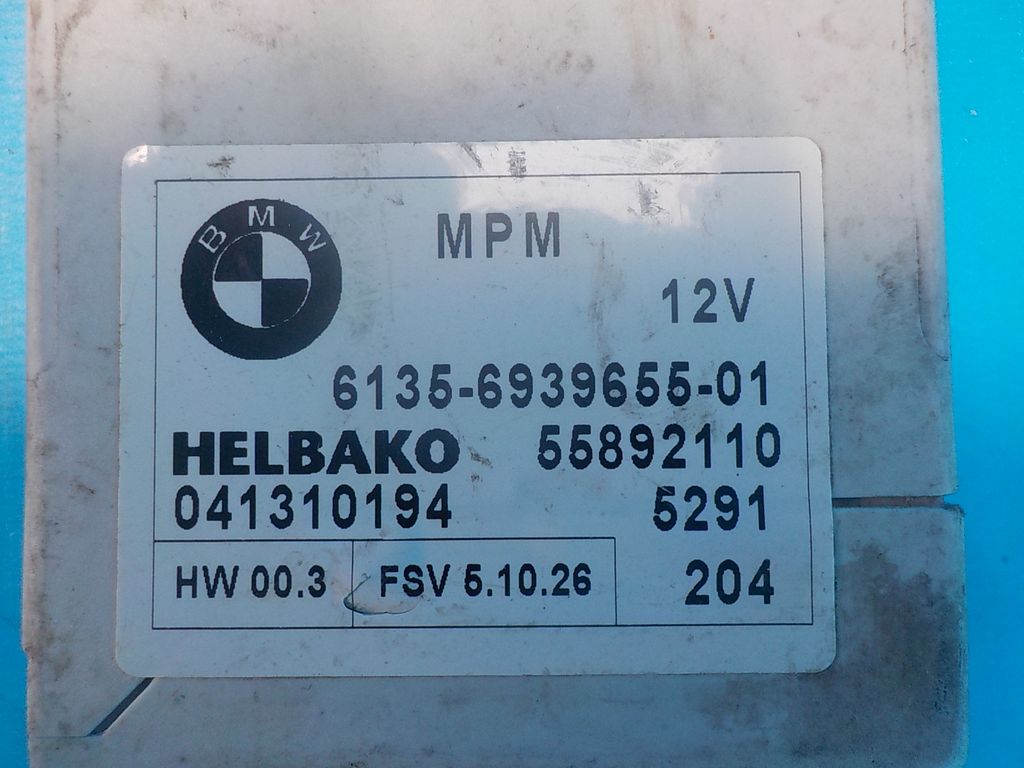 BMW
MPM
12V
6135-6939655-01
HELBAKO 55892110
041310194 5291
HW 00.3 FSV 5.10.26 204